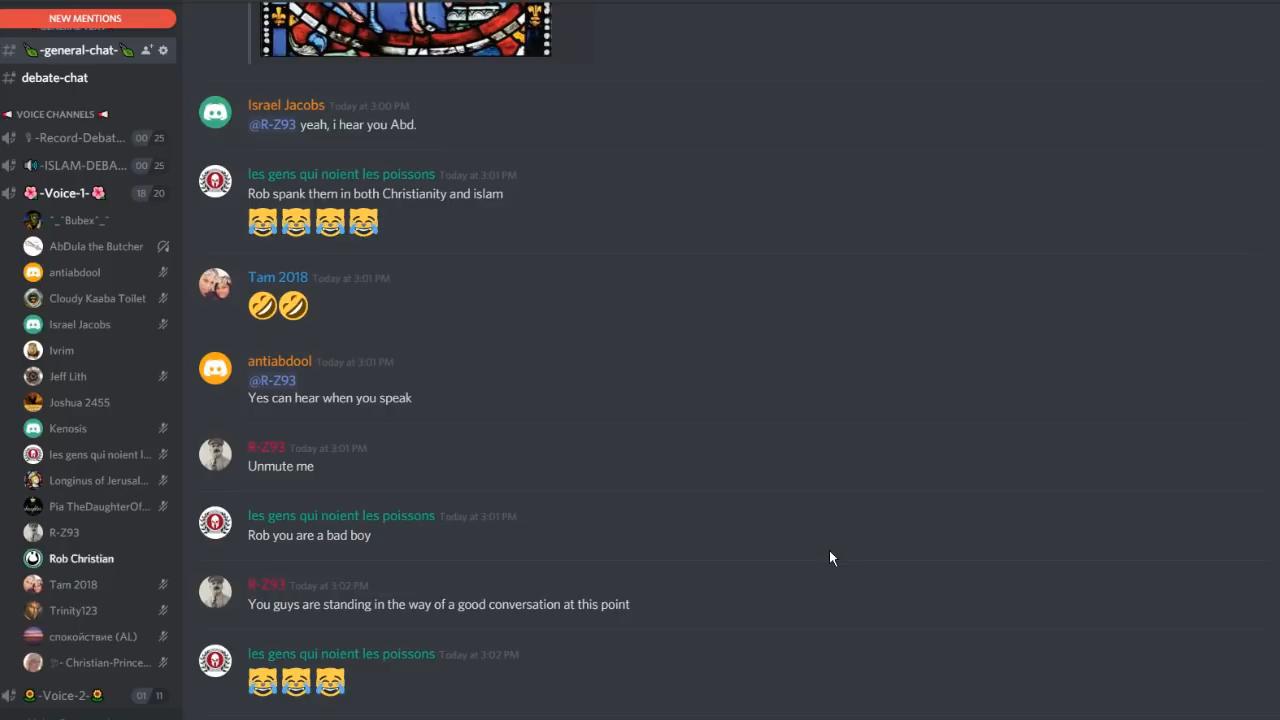 NEW MENTIONS
-general-chat-
debate-chat
VOICE CHANNELS
-Record-Debat... 00 25
-ISLAM-DEBA... 00 25
-Voice-1- 18 20
^_^Bubex^_^
AbDula the Butcher
antiabdool
Cloudy Kaaba Toilet
Israel Jacobs
Ivrim
Jeff Lith
Joshua 2455
Kenosis
les gens qui noient l...
Longinus of Jerusal...
Pia TheDaughterOf...
R-Z93
Rob Christian
Tam 2018
Trinity123
спокойствие (AL)
- Christian-Prince...
-Voice-2- 01 11
Israel Jacobs Today at 3:00 PM
@R-Z93 yeah, i hear you Abd.
les gens qui noient les poissons Today at 3:01 PM
Rob spank them in both Christianity and islam
Tam 2018 Today at 3:01 PM
antiabdool Today at 3:01 PM
@R-Z93
Yes can hear when you speak
R-Z93 Today at 3:01 PM
Unmute me
les gens qui noient les poissons Today at 3:01 PM
Rob you are a bad boy
R-Z93 Today at 3:02 PM
You guys are standing in the way of a good conversation at this point
les gens qui noient les poissons Today at 3:02 PM